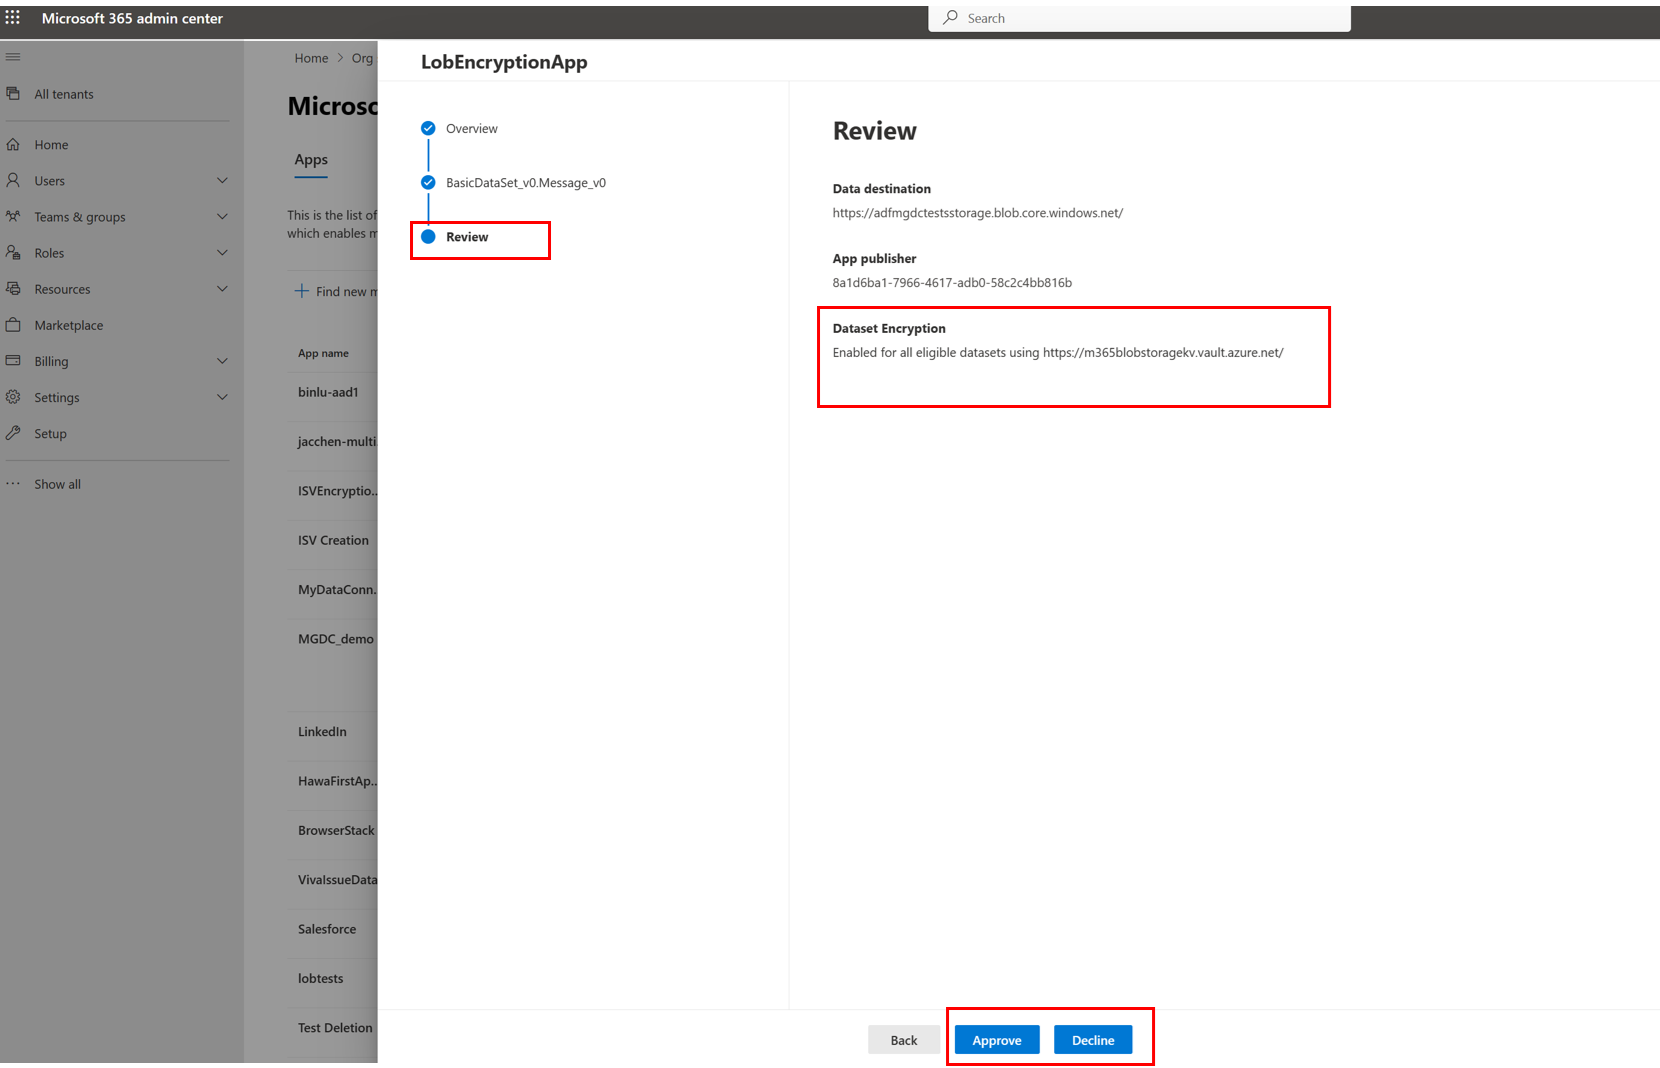 Microsoft 365 admin center
Search
All tenants
Home
Users
Teams & groups
Roles
Resources
Marketplace
Billing
Settings
Setup
Show all
Home > Org
Microsc
Apps
This is the list of
which enables m
Find new m
App name
binlu-aad1
jacchen-multi
ISVEncryptio...
ISV Creation
MyDataConn.
MGDC_demo
LinkedIn
HawaFirstAp...
BrowserStack
VivaIssueData
Salesforce
lobtests
Test Deletion
LobEncryptionApp
Overview
BasicDataSet_v0.Message_v0
Review
Review
Data destination
https://adfmgdctestsstorage.blob.core.windows.net/
App publisher
8a1d6ba1-7966-4617-adb0-58c2c4bb816b
Dataset Encryption
Enabled for all eligible datasets using https://m365blobstoragekv.vault.azure.net/
Back
Approve
Decline